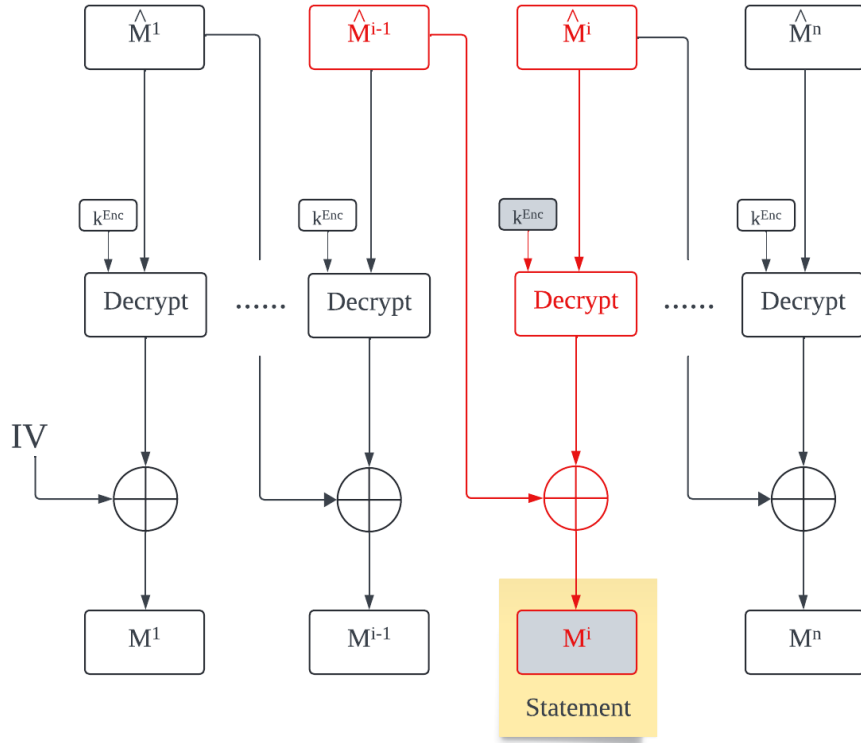 M̂¹ M̂ⁱ⁻¹ M̂ⁱ M̂ⁿ
kᴱⁿᶜ kᴱⁿᶜ kᴱⁿᶜ kᴱⁿᶜ
Decrypt ...... Decrypt Decrypt ...... Decrypt
IV
M¹ Mⁱ⁻¹ Mⁱ Mⁿ
Statement